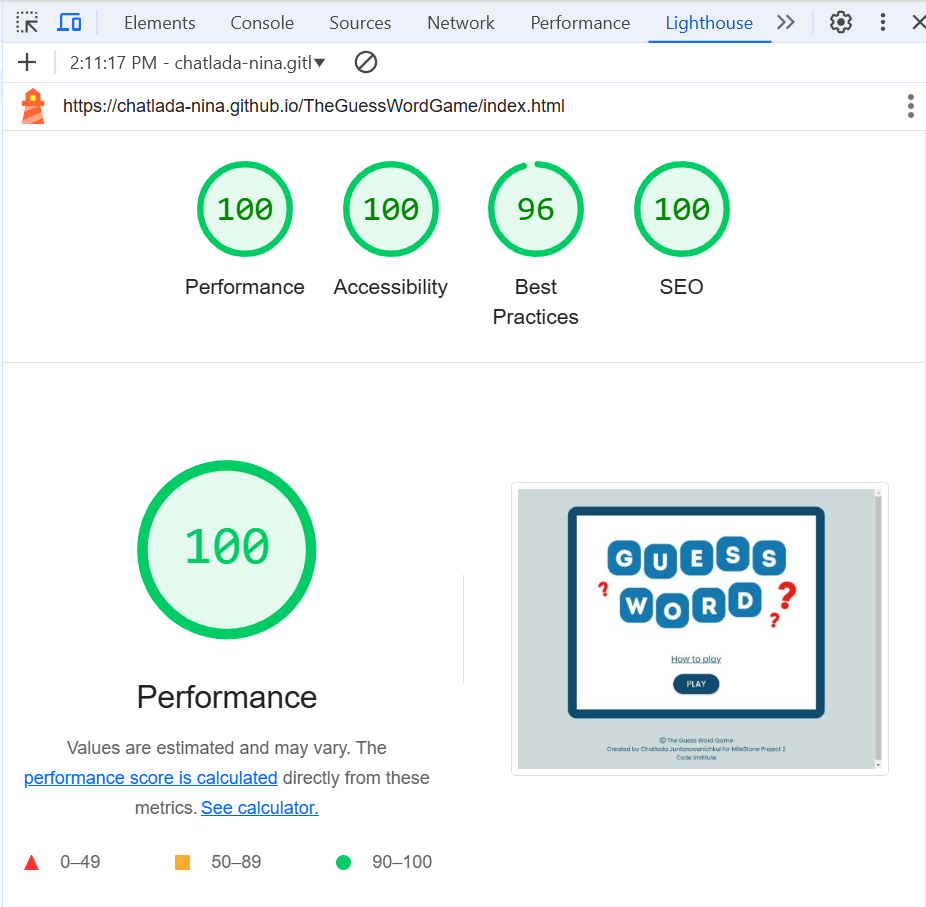 Elements Console Sources Network Performance Lighthouse
2:11:17 PM - chatlada-nina.gitl
https://chatlada-nina.github.io/TheGuessWordGame/index.html
100 100 96 100
Performance Accessibility Best Practices SEO
100
Performance
Values are estimated and may vary. The
performance score is calculated directly from these
metrics. See calculator.
0–49 50–89 90–100
GUESS
? WORD ? ?
How to play
PLAY
© The Guess Word Game
Created by Chatlada Juntarawanichkul for MileStone Project 2
Code Institute